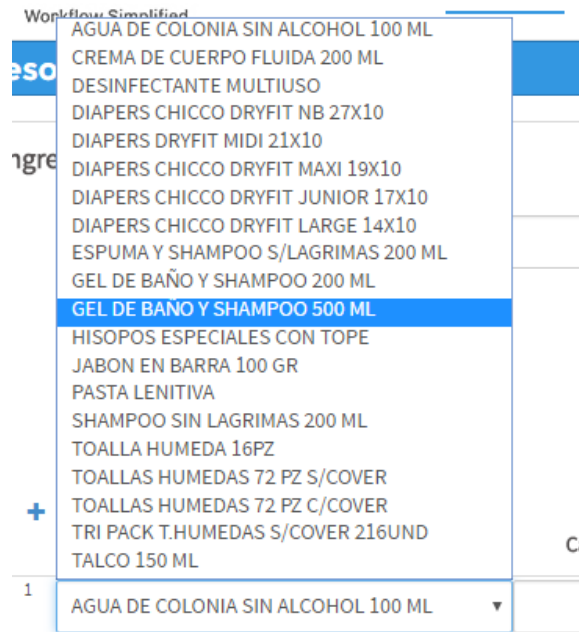 Workflow Simplified
AGUA DE COLONIA SIN ALCOHOL 100 ML
CREMA DE CUERPO FLUIDA 200 ML
eso
DESINFECTANTE MULTIUSO
DIAPERS CHICCO DRYFIT NB 27X10
DIAPERS DRYFIT MIDI 21X10
ngre
DIAPERS CHICCO DRYFIT MAXI 19X10
DIAPERS CHICCO DRYFIT JUNIOR 17X10
DIAPERS CHICCO DRYFIT LARGE 14X10
ESPUMA Y SHAMPOO S/LAGRIMAS 200 ML
GEL DE BAÑO Y SHAMPOO 200 ML
GEL DE BAÑO Y SHAMPOO 500 ML
HISOPOS ESPECIALES CON TOPE
JABON EN BARRA 100 GR
PASTA LENITIVA
SHAMPOO SIN LAGRIMAS 200 ML
TOALLA HUMEDA 16PZ
TOALLAS HUMEDAS 72 PZ S/COVER
+ TOALLAS HUMEDAS 72 PZ C/COVER
TRI PACK T.HUMEDAS S/COVER 216UND
C
TALCO 150 ML
1
AGUA DE COLONIA SIN ALCOHOL 100 ML